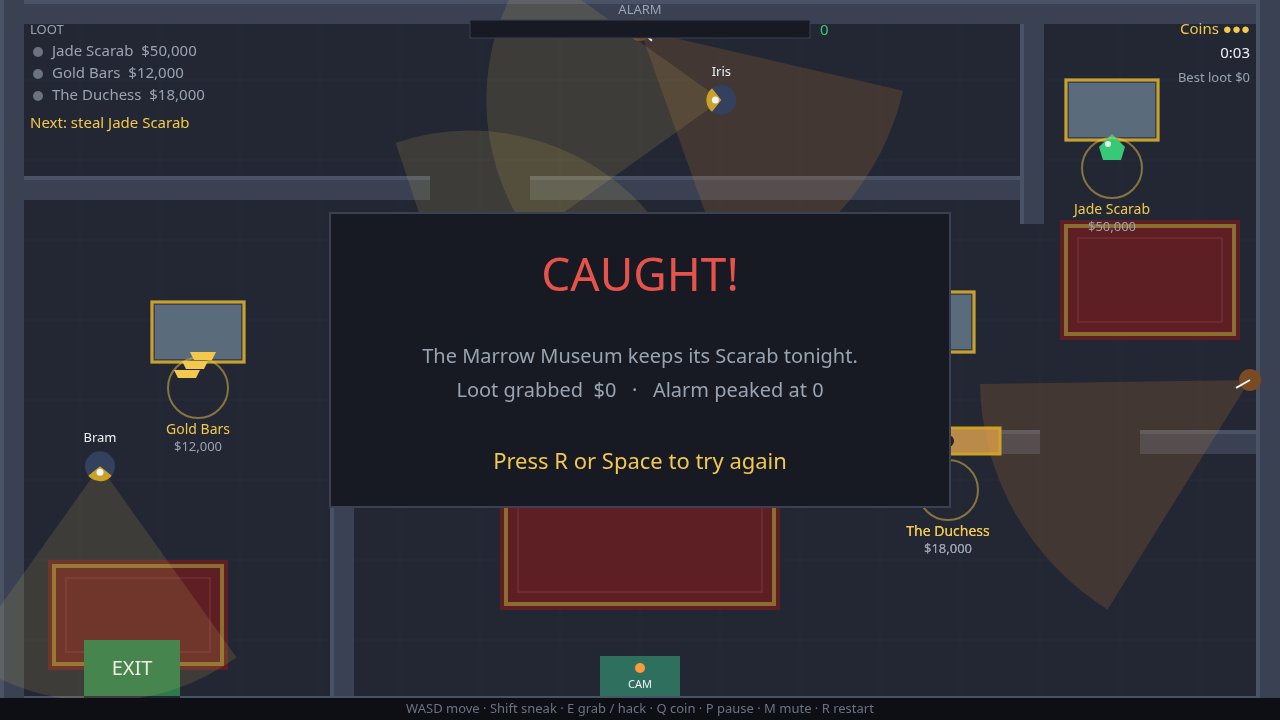 ALARM
0
LOOT
Jade Scarab $50,000
Gold Bars $12,000
The Duchess $18,000
Next: steal Jade Scarab
Coins
0:03
Best loot $0
Iris
Jade Scarab
$50,000
CAUGHT!
The Marrow Museum keeps its Scarab tonight.
Loot grabbed $0 · Alarm peaked at 0
Press R or Space to try again
Gold Bars
$12,000
Bram
The Duchess
$18,000
EXIT
CAM
WASD move · Shift sneak · E grab / hack · Q coin · P pause · M mute · R restart